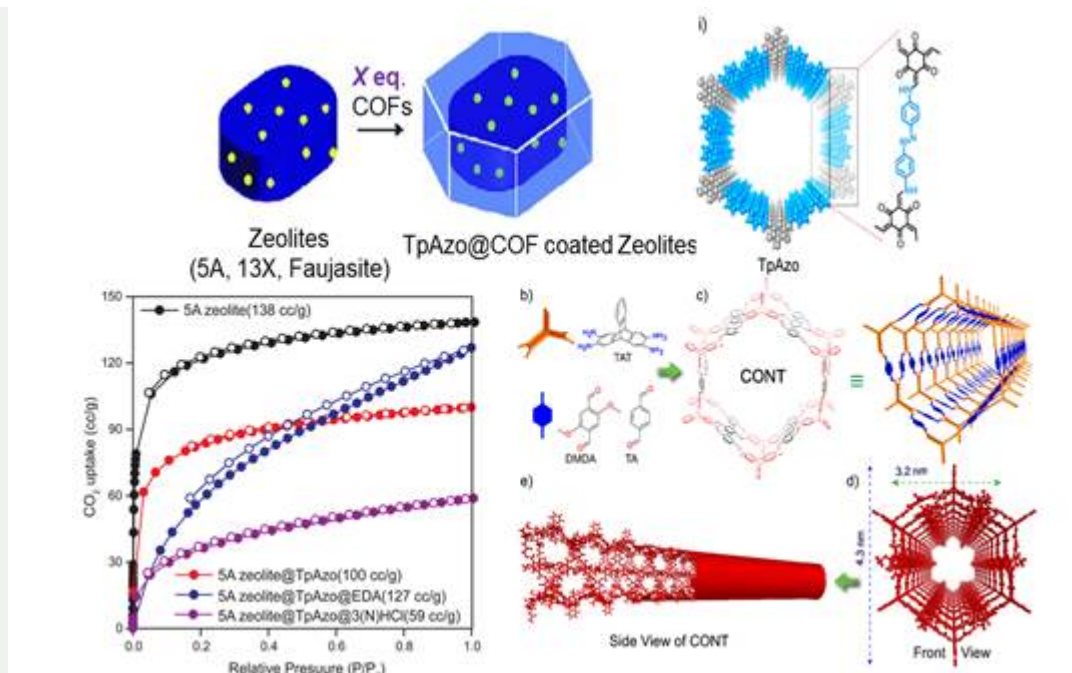 X eq.
COFs
Zeolites
(5A, 13X, Faujasite)
TpAzo@COF coated Zeolites
i)
TpAzo
150
120
90
60
30
0
CO2 uptake (cc/g)
5A zeolite(138 cc/g)
5A zeolite@TpAzo(100 cc/g)
5A zeolite@TpAzo@EDA(127 cc/g)
5A zeolite@TpAzo@3(N)HCl(59 cc/g)
0.0 0.2 0.4 0.6 0.8 1.0
Relative Presuure (P/P
b)
TAT
DMDA
TA
c)
CONT
≡
e)
Side View of CONT
d)
3.2 nm
4.3 nm
Front View